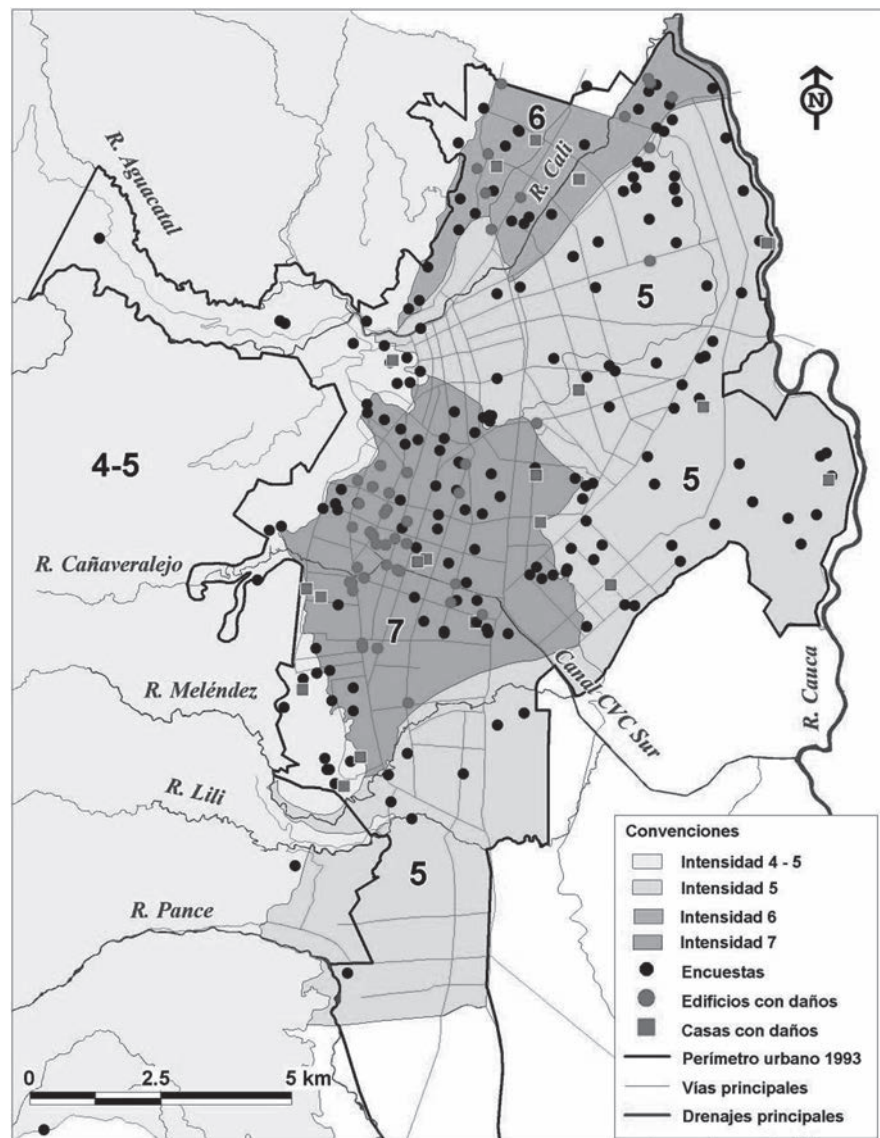 N
6
R. Cali
R. Aguacatal
5
4-5
5
R. Cañaveralejo
7
R. Meléndez
Canal CVC Sur
R. Cauca
R. Lili
5
R. Pance
Convenciones
Intensidad 4 - 5
Intensidad 5
Intensidad 6
Intensidad 7
Encuestas
Edificios con daños
Casas con daños
Perímetro urbano 1993
Vías principales
Drenajes principales
0 2.5 5 km